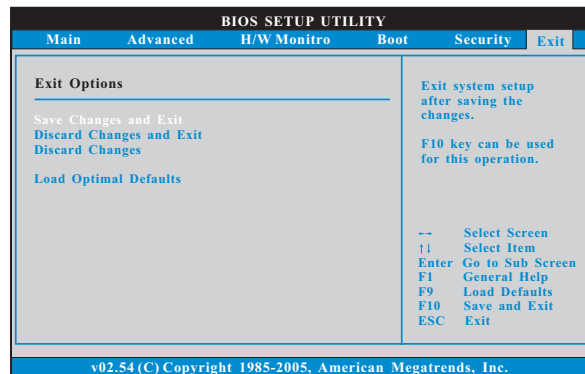 BIOS SETUP UTILITY
Main Advanced H/W Monitro Boot Security Exit
Exit Options
Save Changes and Exit
Discard Changes and Exit
Discard Changes
Load Optimal Defaults
Exit system setup
after saving the
changes.
F10 key can be used
for this operation.
←→ Select Screen
↑↓ Select Item
Enter Go to Sub Screen
F1 General Help
F9 Load Defaults
F10 Save and Exit
ESC Exit
v02.54 (C) Copyright 1985-2005, American Megatrends, Inc.